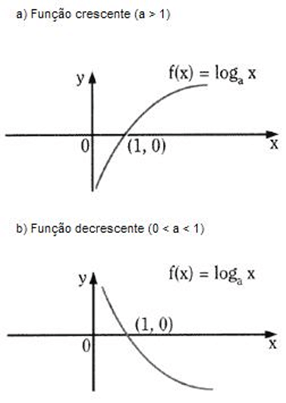 a) Função crescente (a > 1)
y
f(x) = logₐ x
0
(1, 0)
x
b) Função decrescente (0 < a < 1)
y
f(x) = logₐ x
(1, 0)
0
x